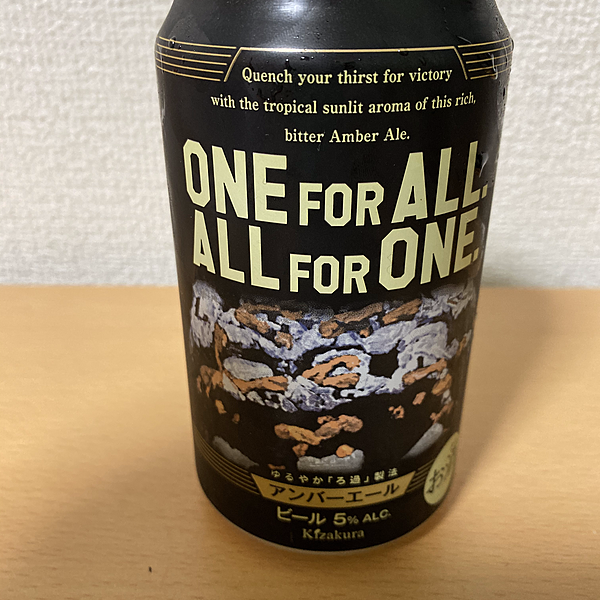 Quench your thirst for victory
with the tropical sunlit aroma of this rich,
bitter Amber Ale.
ONE FOR ALL.
ALL FOR ONE.
ゆるやか「ろ過」製法
アンバーエール
ビール 5% ALC.
Kizakura